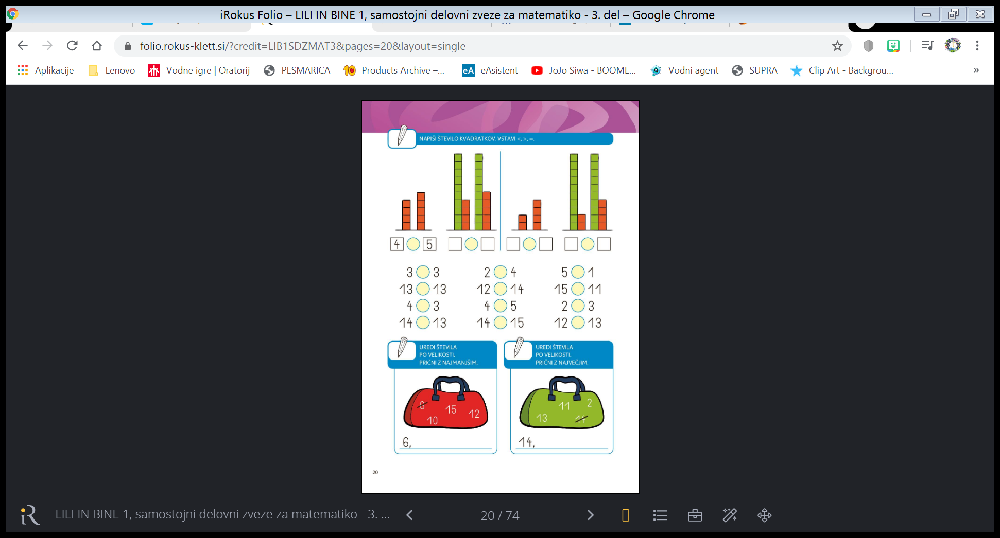 iRokus Folio – LILI IN BINE 1, samostojni delovni zveze za matematiko - 3. del – Google Chrome
folio.rokus-klett.si/?credit=LIB1SDZMAT3&pages=20&layout=single
Aplikacije Lenovo Vodne igre | Oratorij PESMARICA Products Archive –... eA eAsistent JoJo Siwa - BOOME... Vodni agent SUPRA Clip Art - Backgrou... »
NAPIŠI ŠTEVILO KVADRATKOV. VSTAVI <, >, =.
4 5
3 3 2 4 5 1
13 13 12 14 15 11
4 3 4 5 2 3
14 13 14 15 12 13
UREDI ŠTEVILA
PO VELIKOSTI.
PRIČNI Z NAJMANJŠIM.
6 15 12
10
6,
UREDI ŠTEVILA
PO VELIKOSTI.
PRIČNI Z NAJVEČJIM.
11 2
13 14
14,
20
iR LILI IN BINE 1, samostojni delovni zveze za matematiko - 3. ... 20 / 74